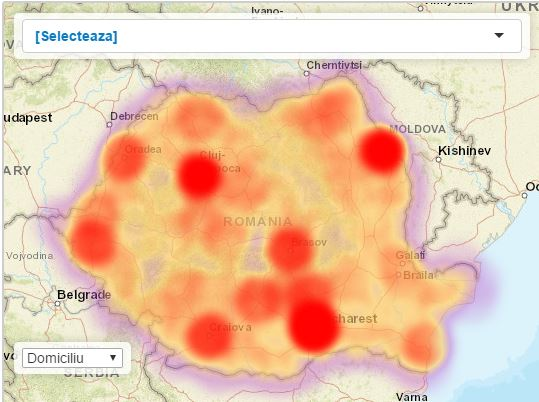 UKR
Ivano-
[Selecteaza]
Cherntivtsi
Debrecen
udapest
MOLDOVA
Oradea
Cluj-
Kishinev
poca
ARY
ROMANIA
Brasov
Vojvodina
Galati
Braila
Belgrade
charest
Craiova
Domiciliu
SERBIA
Varna